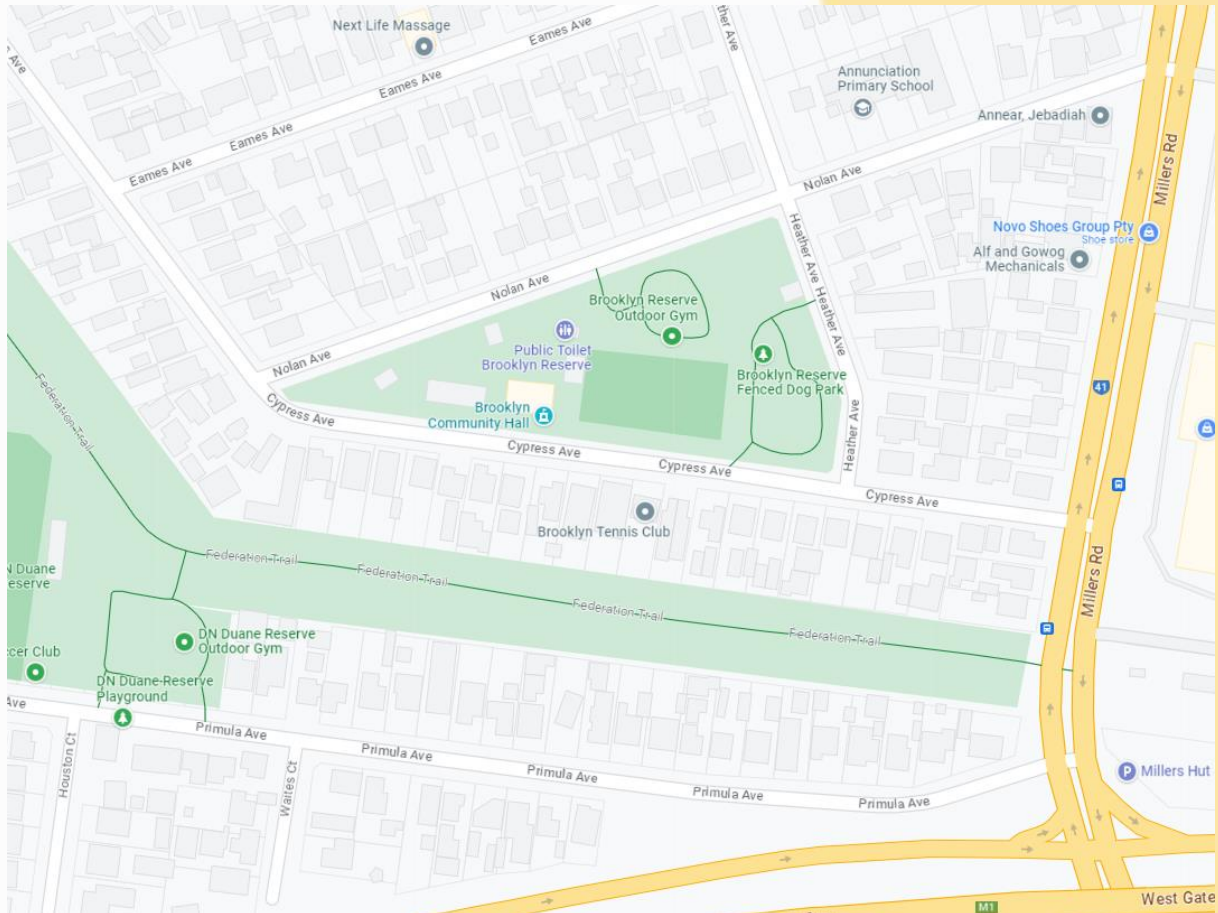 Next Life Massage
Eames Ave
Eames Ave
Eames Ave
Eames Ave
Ave
Heather Ave
Annunciation
Primary School
Annear, Jebadiah
Nolan Ave
Millers Rd
Novo Shoes Group Pty
Shoe store
Alf and Gowog
Mechanicals
Heather Ave
Heather Ave
Nolan Ave
Brooklyn Reserve
Outdoor Gym
Public Toilet
Brooklyn Reserve
Nolan Ave
Brooklyn Reserve
Fenced Dog Park
41
Federation Trail
Cypress Ave
Brooklyn
Community Hall
Cypress Ave
Cypress Ave
Heather Ave
Cypress Ave
Brooklyn Tennis Club
Federation Trail
Federation Trail
Federation Trail
Federation Trail
Millers Rd
N Duane
eserve
DN Duane Reserve
Outdoor Gym
ccer Club
DN Duane-Reserve
Playground
Ave
Primula Ave
Primula Ave
Primula Ave
Primula Ave
Primula Ave
Houston Ct
Waites Ct
P
Millers Hut
M1
West Gate